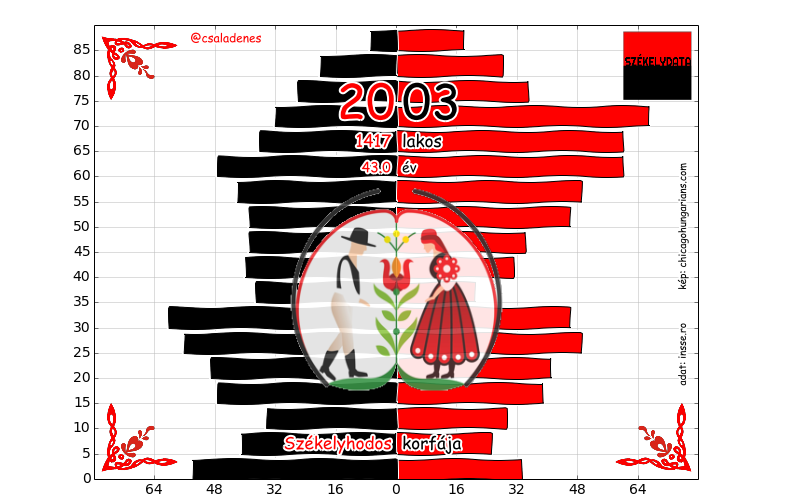 @csaladenes
SZÉKELYDATA
2003
1417 lakos
43.0 év
kép: chicagohungarians.com
adat: insse.ro
Székelyhodos korfája
85
80
75
70
65
60
55
50
45
40
35
30
25
20
15
10
5
0
64 48 32 16 0 16 32 48 64